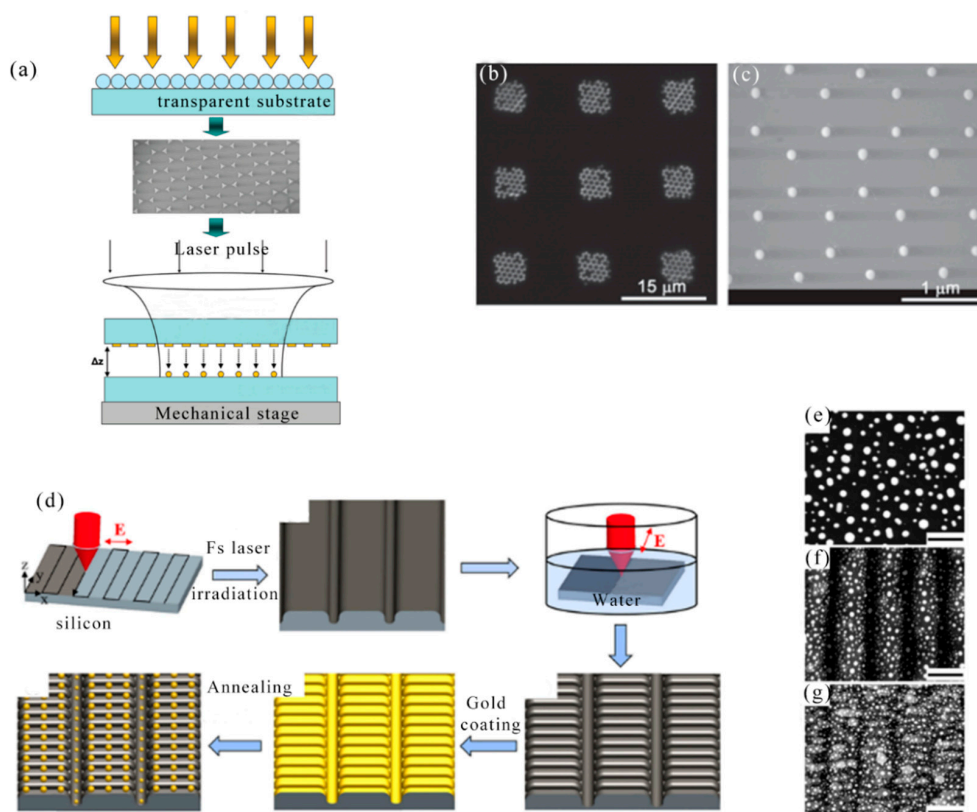 (a)
transparent substrate
Laser pulse
Δz
Mechanical stage
(b)
15 μm
(c)
1 μm
(d)
E
z
y
x
silicon
Fs laser
irradiation
E
Water
Annealing
Gold
coating
(e)
(f)
(g)